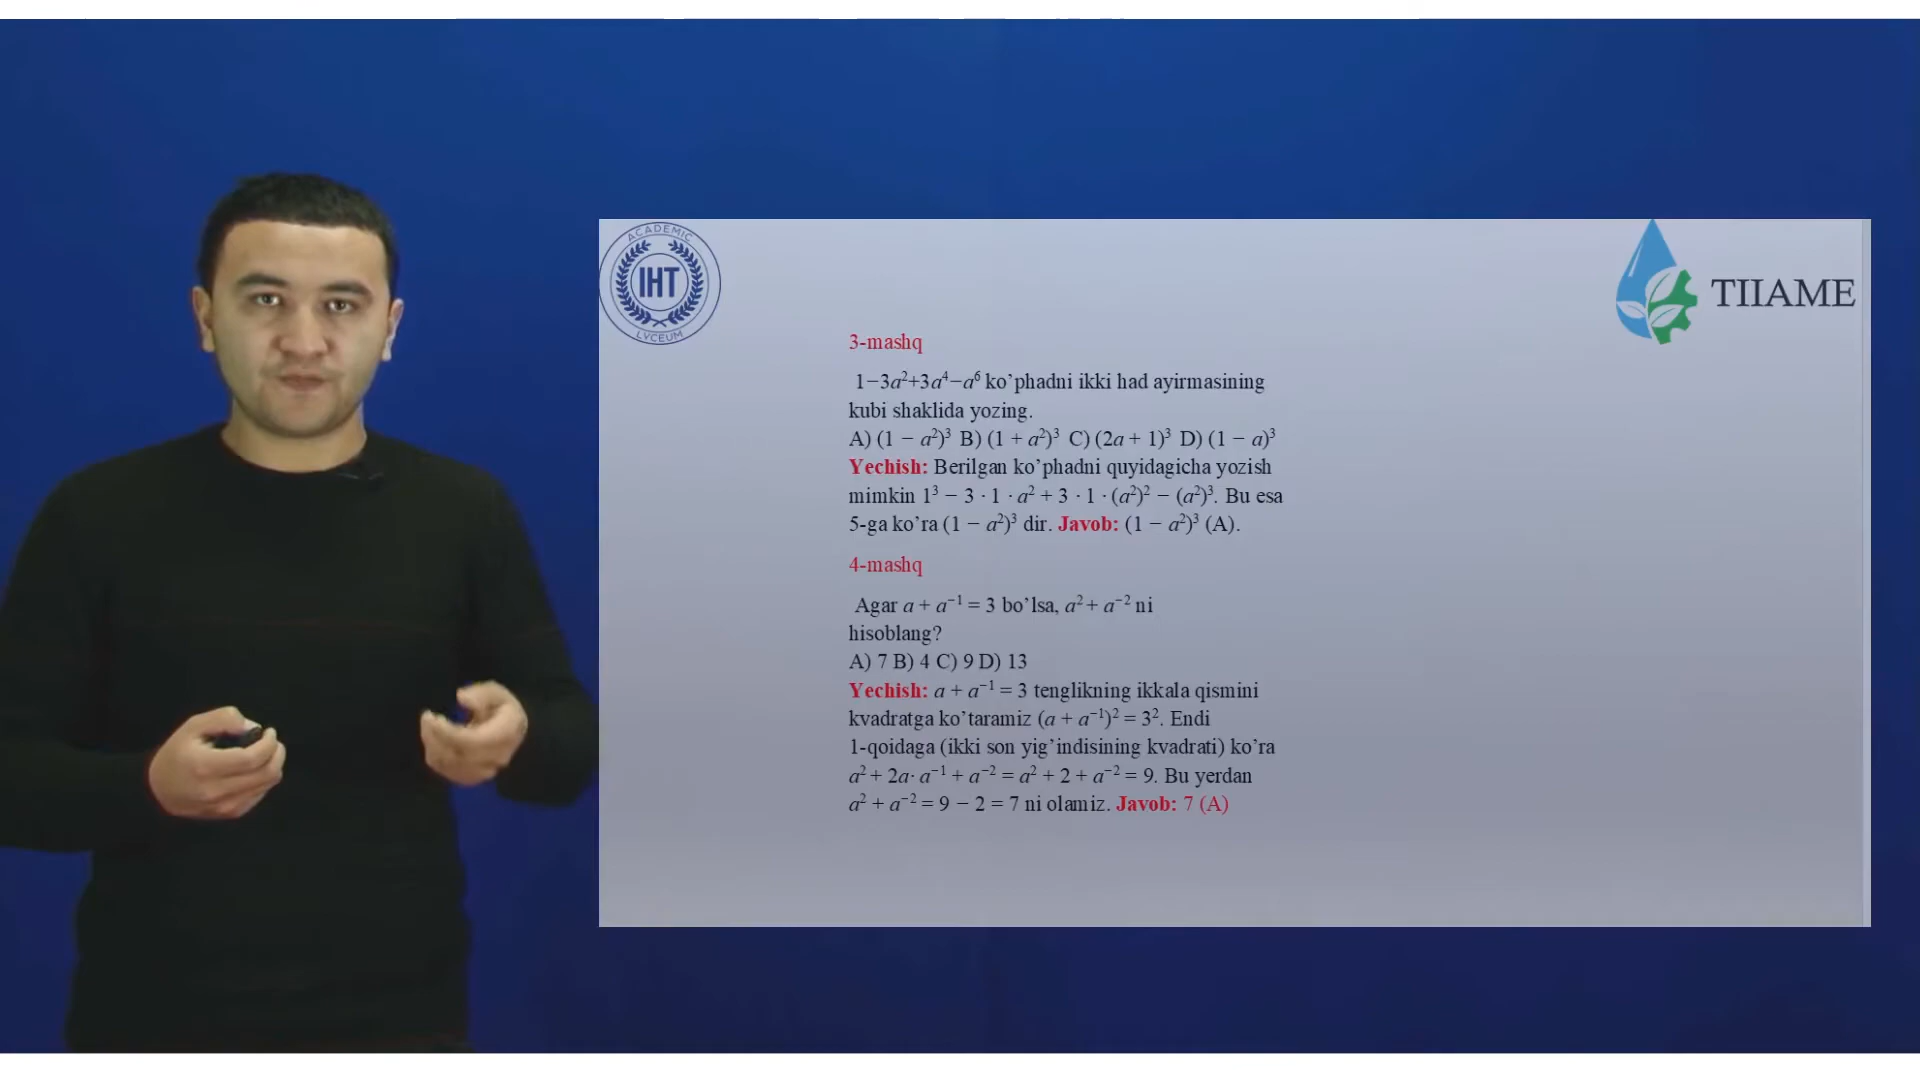 ACADEMIC
IHT
LYCEUM
TIIAME
3-mashq
1−3a²+3a⁴−a⁶ ko’phadni ikki had ayirmasining
kubi shaklida yozing.
A) (1 − a²)³ B) (1 + a²)³ C) (2a + 1)³ D) (1 − a)³
Yechish: Berilgan ko’phadni quyidagicha yozish
mimkin 1³ − 3 · 1 · a² + 3 · 1 · (a²)² − (a²)³. Bu esa
5-ga ko’ra (1 − a²)³ dir. Javob: (1 − a²)³ (A).
4-mashq
Agar a + a⁻¹ = 3 bo’lsa, a² + a⁻² ni
hisoblang?
A) 7 B) 4 C) 9 D) 13
Yechish: a + a⁻¹ = 3 tenglikning ikkala qismini
kvadratga ko’taramiz (a + a⁻¹)² = 3². Endi
1-qoidaga (ikki son yig’indisining kvadrati) ko’ra
a² + 2a· a⁻¹ + a⁻² = a² + 2 + a⁻² = 9. Bu yerdan
a² + a⁻² = 9 − 2 = 7 ni olamiz. Javob: 7 (A)